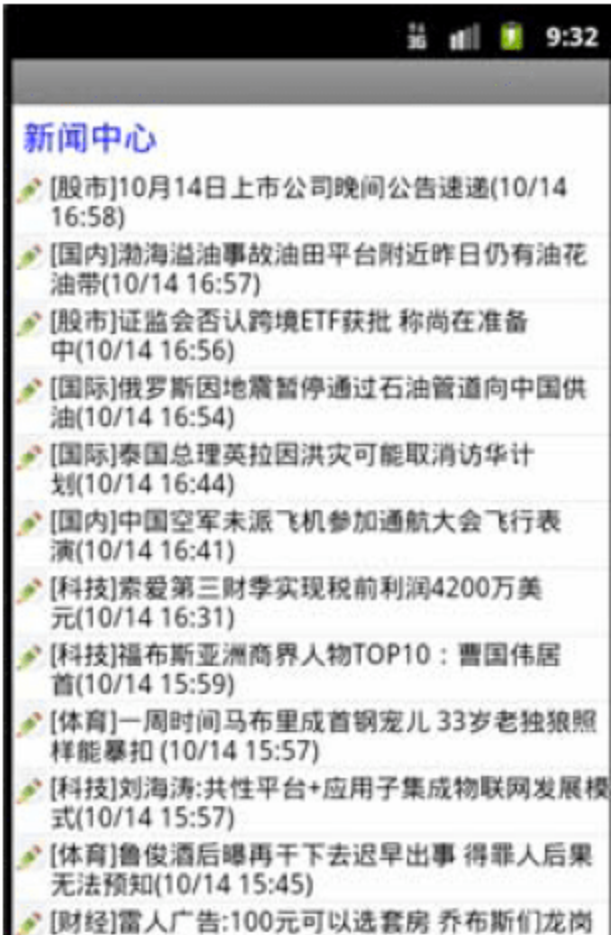 3G 9:32
新闻中心
[股市]10月14日上市公司晚间公告速递(10/14
16:58)
[国内]渤海溢油事故油田平台附近昨日仍有油花
油带(10/14 16:57)
[股市]证监会否认跨境ETF获批 称尚在准备
中(10/14 16:56)
[国际]俄罗斯因地震暂停通过石油管道向中国供
油(10/14 16:54)
[国际]泰国总理英拉因洪灾可能取消访华计
划(10/14 16:44)
[国内]中国空军未派飞机参加通航大会飞行表
演(10/14 16:41)
[科技]索爱第三财季实现税前利润4200万美
元(10/14 16:31)
[科技]福布斯亚洲商界人物TOP10：曹国伟居
首(10/14 15:59)
[体育]一周时间马布里成首钢宠儿 33岁老独狼照
样能暴扣 (10/14 15:57)
[科技]刘海涛:共性平台+应用子集成物联网发展模
式(10/14 15:57)
[体育]鲁俊酒后曝再干下去迟早出事 得罪人后果
无法预知(10/14 15:45)
[财经]雷人广告:100元可以选套房 乔布斯们龙岗